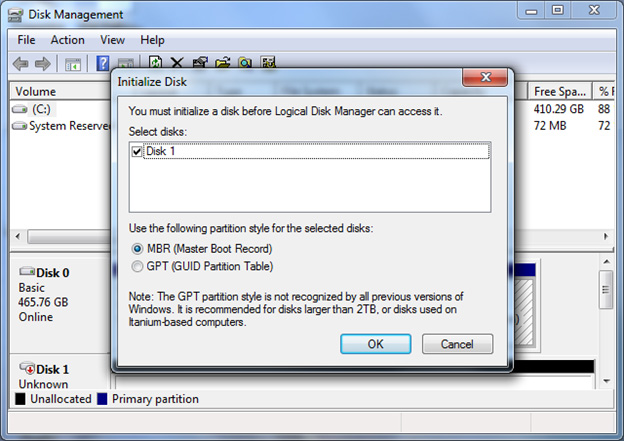 Disk Management
File Action View Help
Initialize Disk
Volume
Free Spa... % F
(C:)
410.29 GB 88
System Reserve
72 MB 72
You must initialize a disk before Logical Disk Manager can access it.
Select disks:
Disk 1
Use the following partition style for the selected disks:
MBR (Master Boot Record)
GPT (GUID Partition Table)
Note: The GPT partition style is not recognized by all previous versions of
Windows. It is recommended for disks larger than 2TB, or disks used on
Itanium-based computers.
OK Cancel
Disk 0
Basic
465.76 GB
Online
Disk 1
Unknown
Unallocated Primary partition